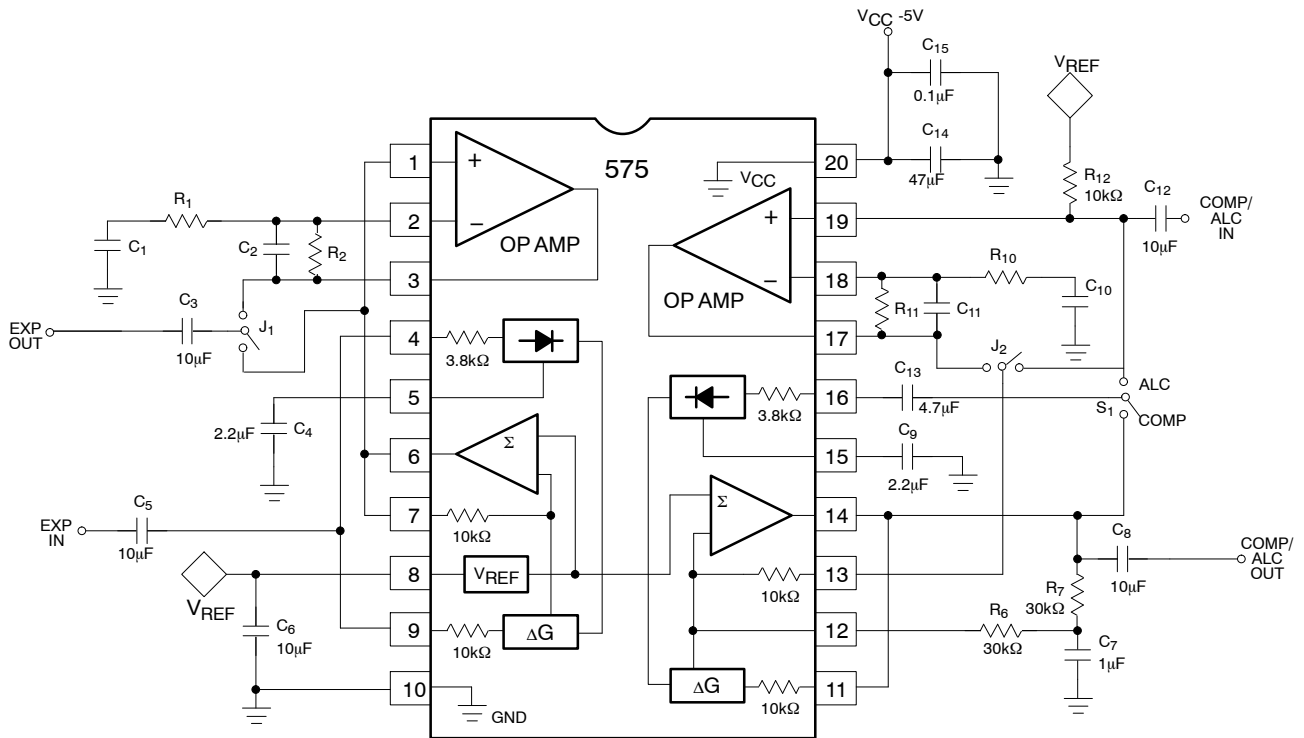 VCC -5V
C15
0.1µF
VREF
C14
47µF
R12
10kΩ
C12
10µF
COMP/
ALC
IN
575
1
+
2
−
OP AMP
3
R1
C1
C2
R2
C3
10µF
J1
EXP
OUT
4
3.8kΩ
5
2.2µF
C4
6
Σ
C5
10µF
EXP
IN
7
10kΩ
8
VREF
VREF
C6
10µF
9
10kΩ
ΔG
10
GND
20
VCC
19
+
18
−
OP AMP
17
R11
C11
R10
C10
J2
16
3.8kΩ
C13
4.7µF
ALC
S1
COMP
15
C9
2.2µF
14
Σ
C8
10µF
COMP/
ALC
OUT
13
10kΩ
R7
30kΩ
12
R6
30kΩ
C7
1µF
11
ΔG
10kΩ